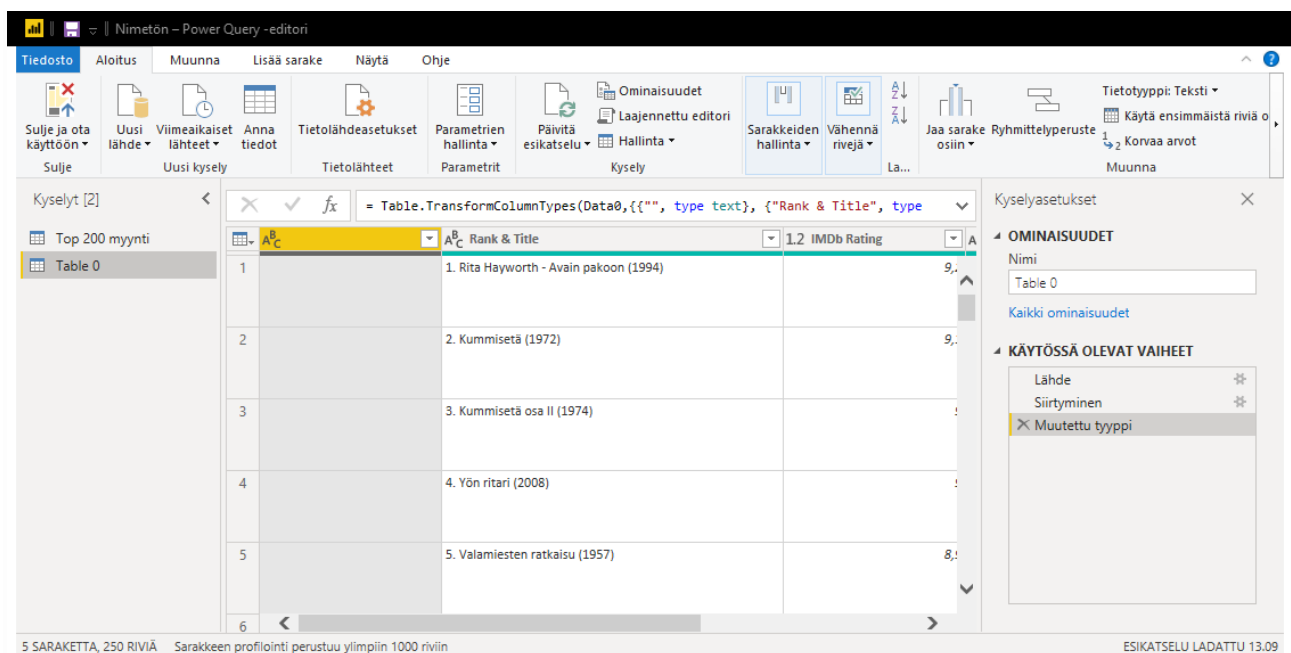 Nimetön – Power Query -editori
Tiedosto Aloitus Muunna Lisää sarake Näytä Ohje
Sulje ja ota käyttöön
Uusi lähde
Viimeaikaiset lähteet
Anna tiedot
Tietolähdeasetukset
Parametrien hallinta
Päivitä esikatselu
Ominaisuudet
Laajennettu editori
Hallinta
Sarakkeiden hallinta
Vähennä rivejä
Jaa sarake osiin
Ryhmittelyperuste
Tietotyyppi: Teksti
Käytä ensimmäistä riviä o
Korvaa arvot
Sulje Uusi kysely Tietolähteet Parametrit Kysely La... Muunna
Kyselyt [2]
Top 200 myynti
Table 0
fx = Table.TransformColumnTypes(Data0,{{"", type text}, {"Rank & Title", type
ABC ABC Rank & Title 1.2 IMDb Rating A
1 1. Rita Hayworth - Avain pakoon (1994)
2 2. Kummisetä (1972)
3 3. Kummisetä osa II (1974)
4 4. Yön ritari (2008)
5 5. Valamiesten ratkaisu (1957)
6
Kyselyasetukset
OMINAISUUDET
Nimi
Table 0
Kaikki ominaisuudet
KÄYTÖSSÄ OLEVAT VAIHEET
Lähde
Siirtyminen
Muutettu tyyppi
5 SARAKETTA, 250 RIVIÄ Sarakkeen profilointi perustuu ylimpiin 1000 riviin ESIKATSELU LADATTU 13.09